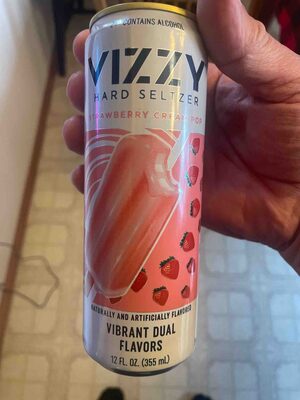 CONTAINS ALCOHOL
VIZZY
HARD SELTZER
STRAWBERRY CREAM POP
NATURALLY AND ARTIFICIALLY FLAVORED
VIBRANT DUAL
FLAVORS
12 FL. OZ. (355 mL)